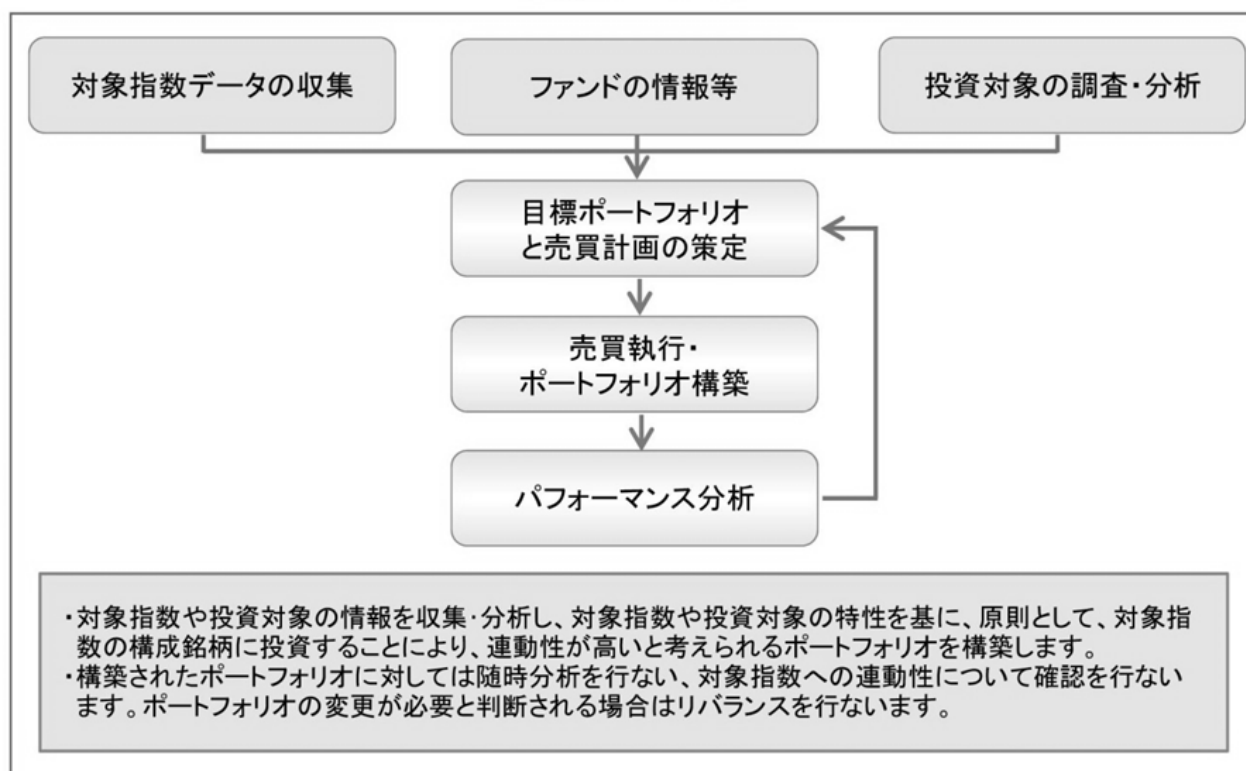 対象指数データの収集
ファンドの情報等
投資対象の調査・分析
目標ポートフォリオ
と売買計画の策定
売買執行・
ポートフォリオ構築
パフォーマンス分析
・対象指数や投資対象の情報を収集・分析し、対象指数や投資対象の特性を基に、原則として、対象指
数の構成銘柄に投資することにより、連動性が高いと考えられるポートフォリオを構築します。
・構築されたポートフォリオに対しては随時分析を行ない、対象指数への連動性について確認を行ない
ます。ポートフォリオの変更が必要と判断される場合はリバランスを行ないます。